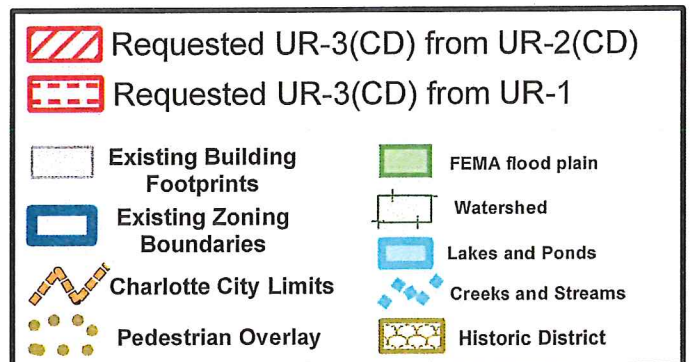 Requested UR-3(CD) from UR-2(CD)
Requested UR-3(CD) from UR-1
Existing Building
Footprints
Existing Zoning
Boundaries
Charlotte City Limits
Pedestrian Overlay
FEMA flood plain
Watershed
Lakes and Ponds
Creeks and Streams
Historic District